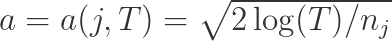 a = a(j, T) = √(2 log(T)/n_j)